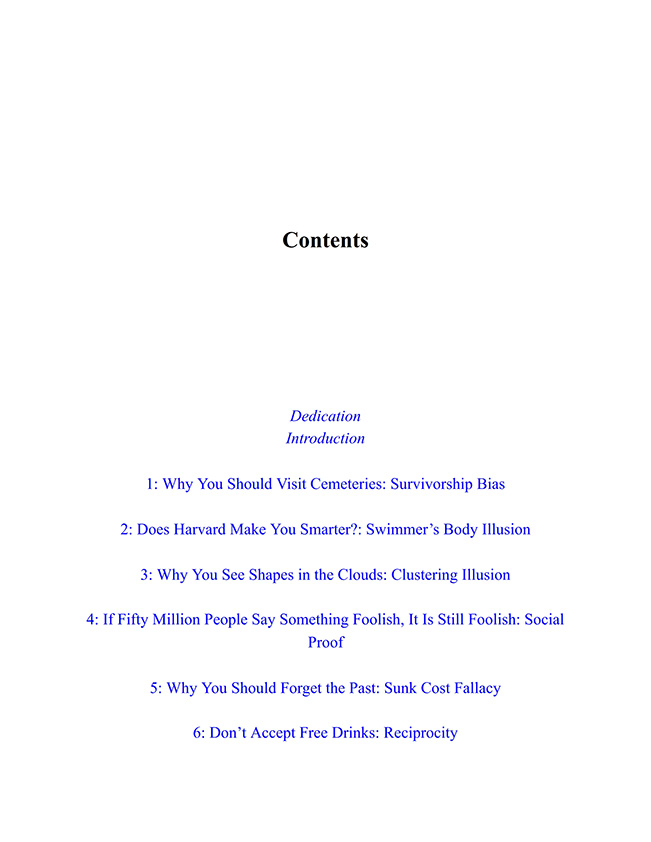 Contents
Dedication
Introduction
1: Why You Should Visit Cemeteries: Survivorship Bias
2: Does Harvard Make You Smarter?: Swimmer’s Body Illusion
3: Why You See Shapes in the Clouds: Clustering Illusion
4: If Fifty Million People Say Something Foolish, It Is Still Foolish: Social
Proof
5: Why You Should Forget the Past: Sunk Cost Fallacy
6: Don’t Accept Free Drinks: Reciprocity